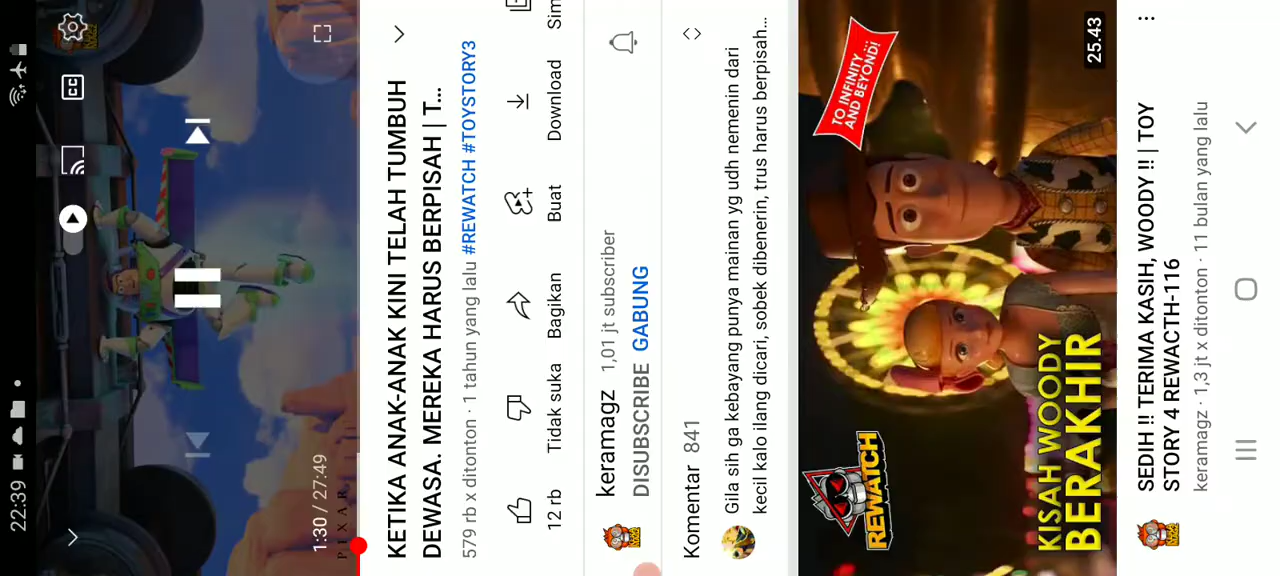 22:39
1:30 / 27:49
PIXAR
KETIKA ANAK-ANAK KINI TELAH TUMBUH
DEWASA. MEREKA HARUS BERPISAH | T...
579 rb x ditonton · 1 tahun yang lalu #REWATCH #TOYSTORY3
12 rb
Tidak suka
Bagikan
Buat
Download
Sim
keramagz 1,01 jt subscriber
DISUBSCRIBE GABUNG
Komentar 841
Gila sih ga kebayang punya mainan yg udh nemenin dari
kecil kalo ilang dicari, sobek dibenerin, trus harus berpisah...
REWATCH
TO INFINITY...
AND BEYOND!
KISAH WOODY
BERAKHIR
25.43
SEDIH !! TERIMA KASIH, WOODY !! | TOY
STORY 4 REWACTH-116
keramagz · 1,3 jt x ditonton · 11 bulan yang lalu